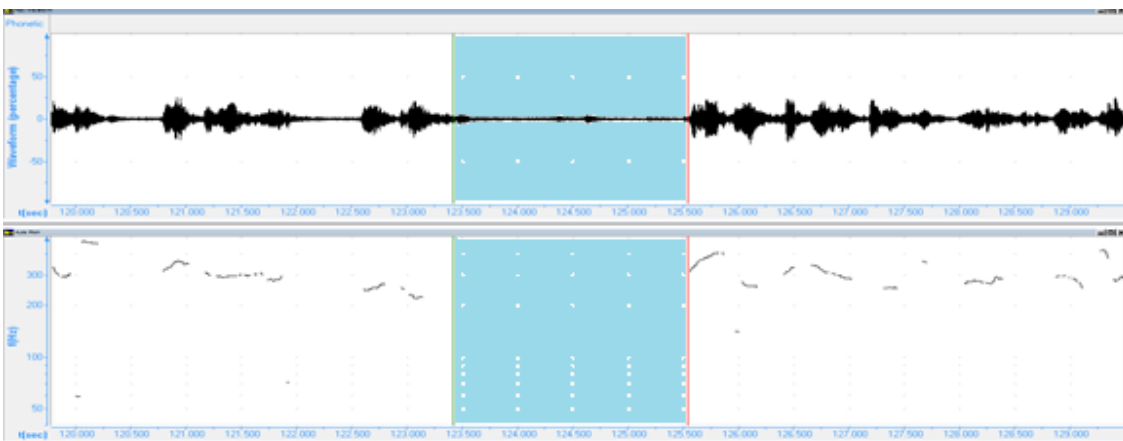 Phonetic
50
0
-50
Waveform (percentage)
t[sec] 120.000 120.500 121.000 121.500 122.000 122.500 123.000 123.500 124.000 124.500 125.000 125.500 126.000 126.500 127.000 127.500 128.000 128.500 129.000
300
200
100
50
f(Hz)
t[sec] 120.000 120.500 121.000 121.500 122.000 122.500 123.000 123.500 124.000 124.500 125.000 125.500 126.000 126.500 127.000 127.500 128.000 128.500 129.000